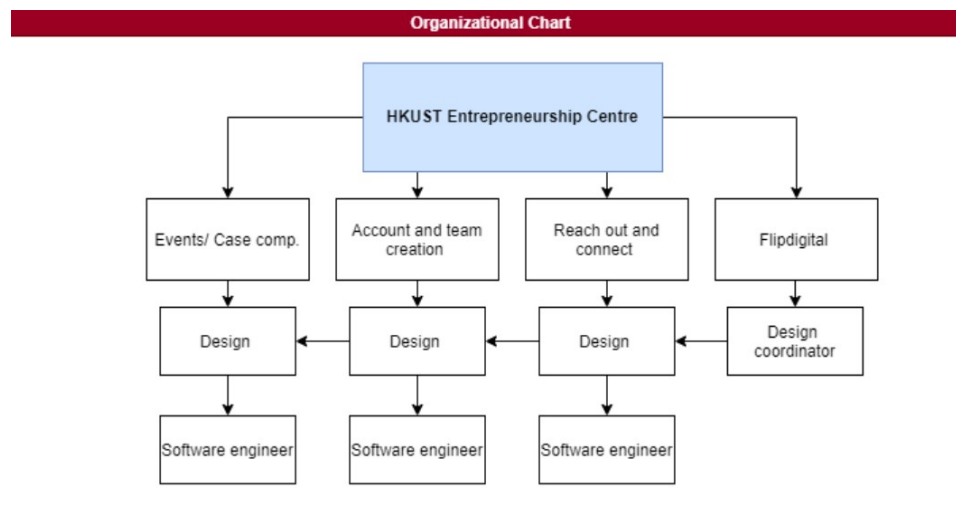 Organizational Chart
HKUST Entrepreneurship Centre
Events/ Case comp.
Account and team
creation
Reach out and
connect
Flipdigital
Design
Design
Design
Design
coordinator
Software engineer
Software engineer
Software engineer